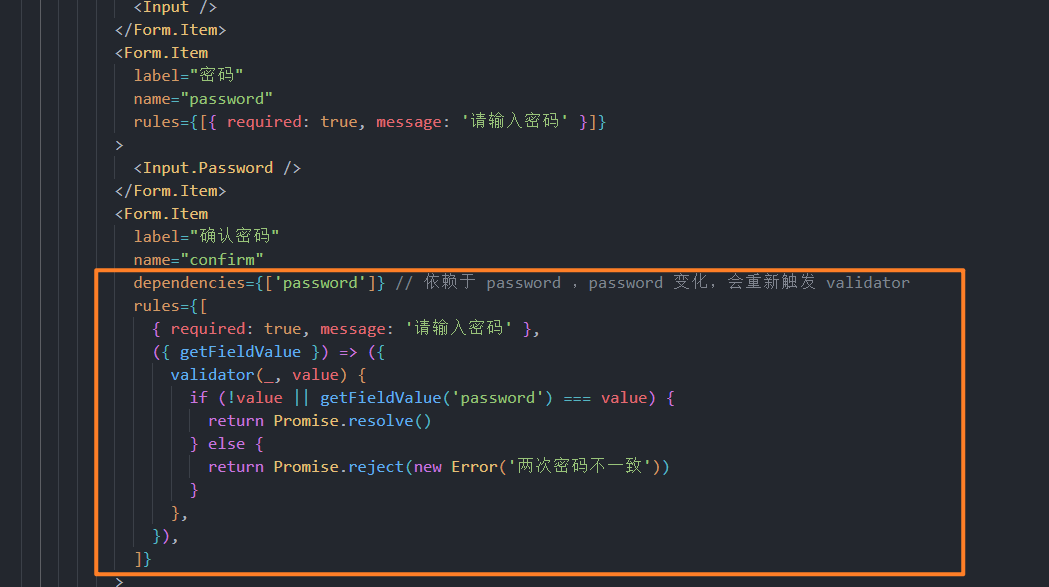 <Input />
</Form.Item>
<Form.Item
label="密码"
name="password"
rules={[{ required: true, message: '请输入密码' }]}
>
<Input.Password />
</Form.Item>
<Form.Item
label="确认密码"
name="confirm"
dependencies={['password']} // 依赖于 password ，password 变化，会重新触发 validator
rules={[
{ required: true, message: '请输入密码' },
({ getFieldValue }) => ({
validator(_, value) {
if (!value || getFieldValue('password') === value) {
return Promise.resolve()
} else {
return Promise.reject(new Error('两次密码不一致'))
}
},
}),
]}
>